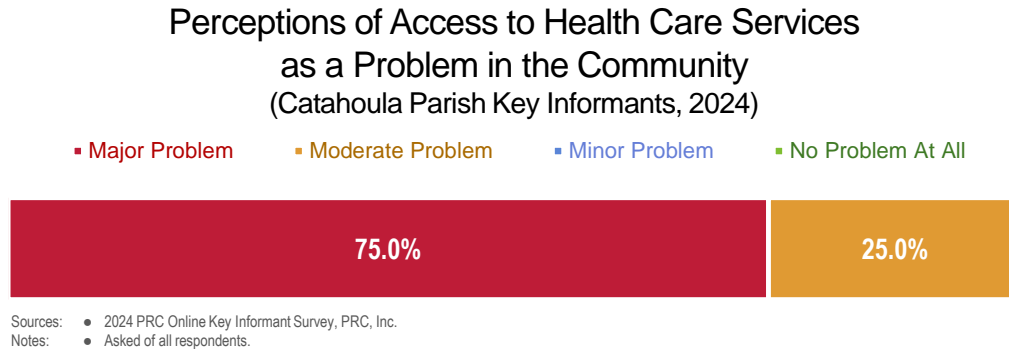 Perceptions of Access to Health Care Services
as a Problem in the Community
(Catahoula Parish Key Informants, 2024)
Major Problem Moderate Problem Minor Problem No Problem At All
75.0% 25.0%
Sources: ● 2024 PRC Online Key Informant Survey, PRC, Inc.
Notes: ● Asked of all respondents.